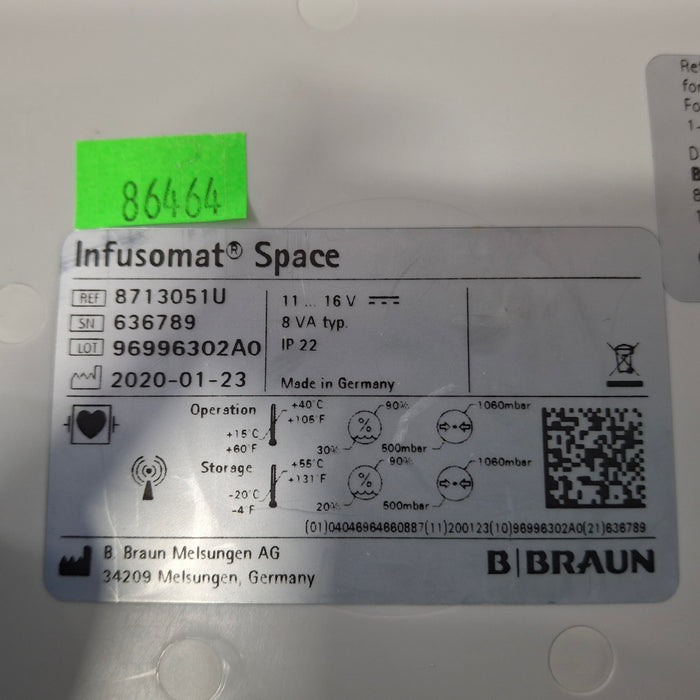 86464
Infusomat® Space
REF 8713051U
SN 636789
LOT 96996302A0
2020-01-23
11 ... 16 V
8 VA typ.
IP 22
Made in Germany
Operation
+40°C
+105°F
+15°C
+60°F
90%
%
30%
1060mbar
500mbar
Storage
+55°C
+131°F
-20°C
-4°F
90%
%
20%
1060mbar
500mbar
(01)04046964660887(11)200123(10)96996302A0(21)636789
B. Braun Melsungen AG
34209 Melsungen, Germany
B|BRAUN